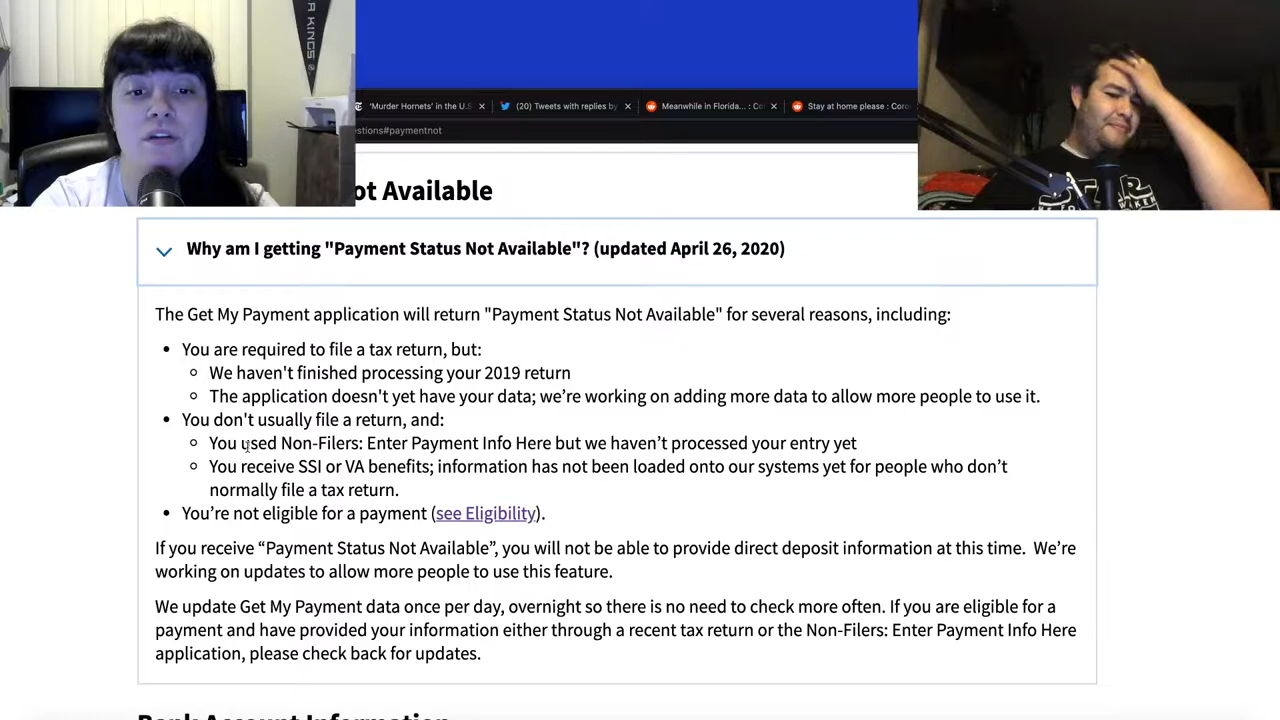 R KINGS
'Murder Hornets' in the U.S
(20) Tweets with replies by
Meanwhile in Florida... : Co
Stay at home please : Coro
estions#paymentnot
ot Available
Why am I getting "Payment Status Not Available"? (updated April 26, 2020)
The Get My Payment application will return "Payment Status Not Available" for several reasons, including:
• You are required to file a tax return, but:
We haven't finished processing your 2019 return
The application doesn't yet have your data; we're working on adding more data to allow more people to use it.
• You don't usually file a return, and:
You used Non-Filers: Enter Payment Info Here but we haven't processed your entry yet
You receive SSI or VA benefits; information has not been loaded onto our systems yet for people who don't
normally file a tax return.
• You're not eligible for a payment (see Eligibility).
If you receive “Payment Status Not Available”, you will not be able to provide direct deposit information at this time. We're
working on updates to allow more people to use this feature.
We update Get My Payment data once per day, overnight so there is no need to check more often. If you are eligible for a
payment and have provided your information either through a recent tax return or the Non-Filers: Enter Payment Info Here
application, please check back for updates.
Bank Account Information